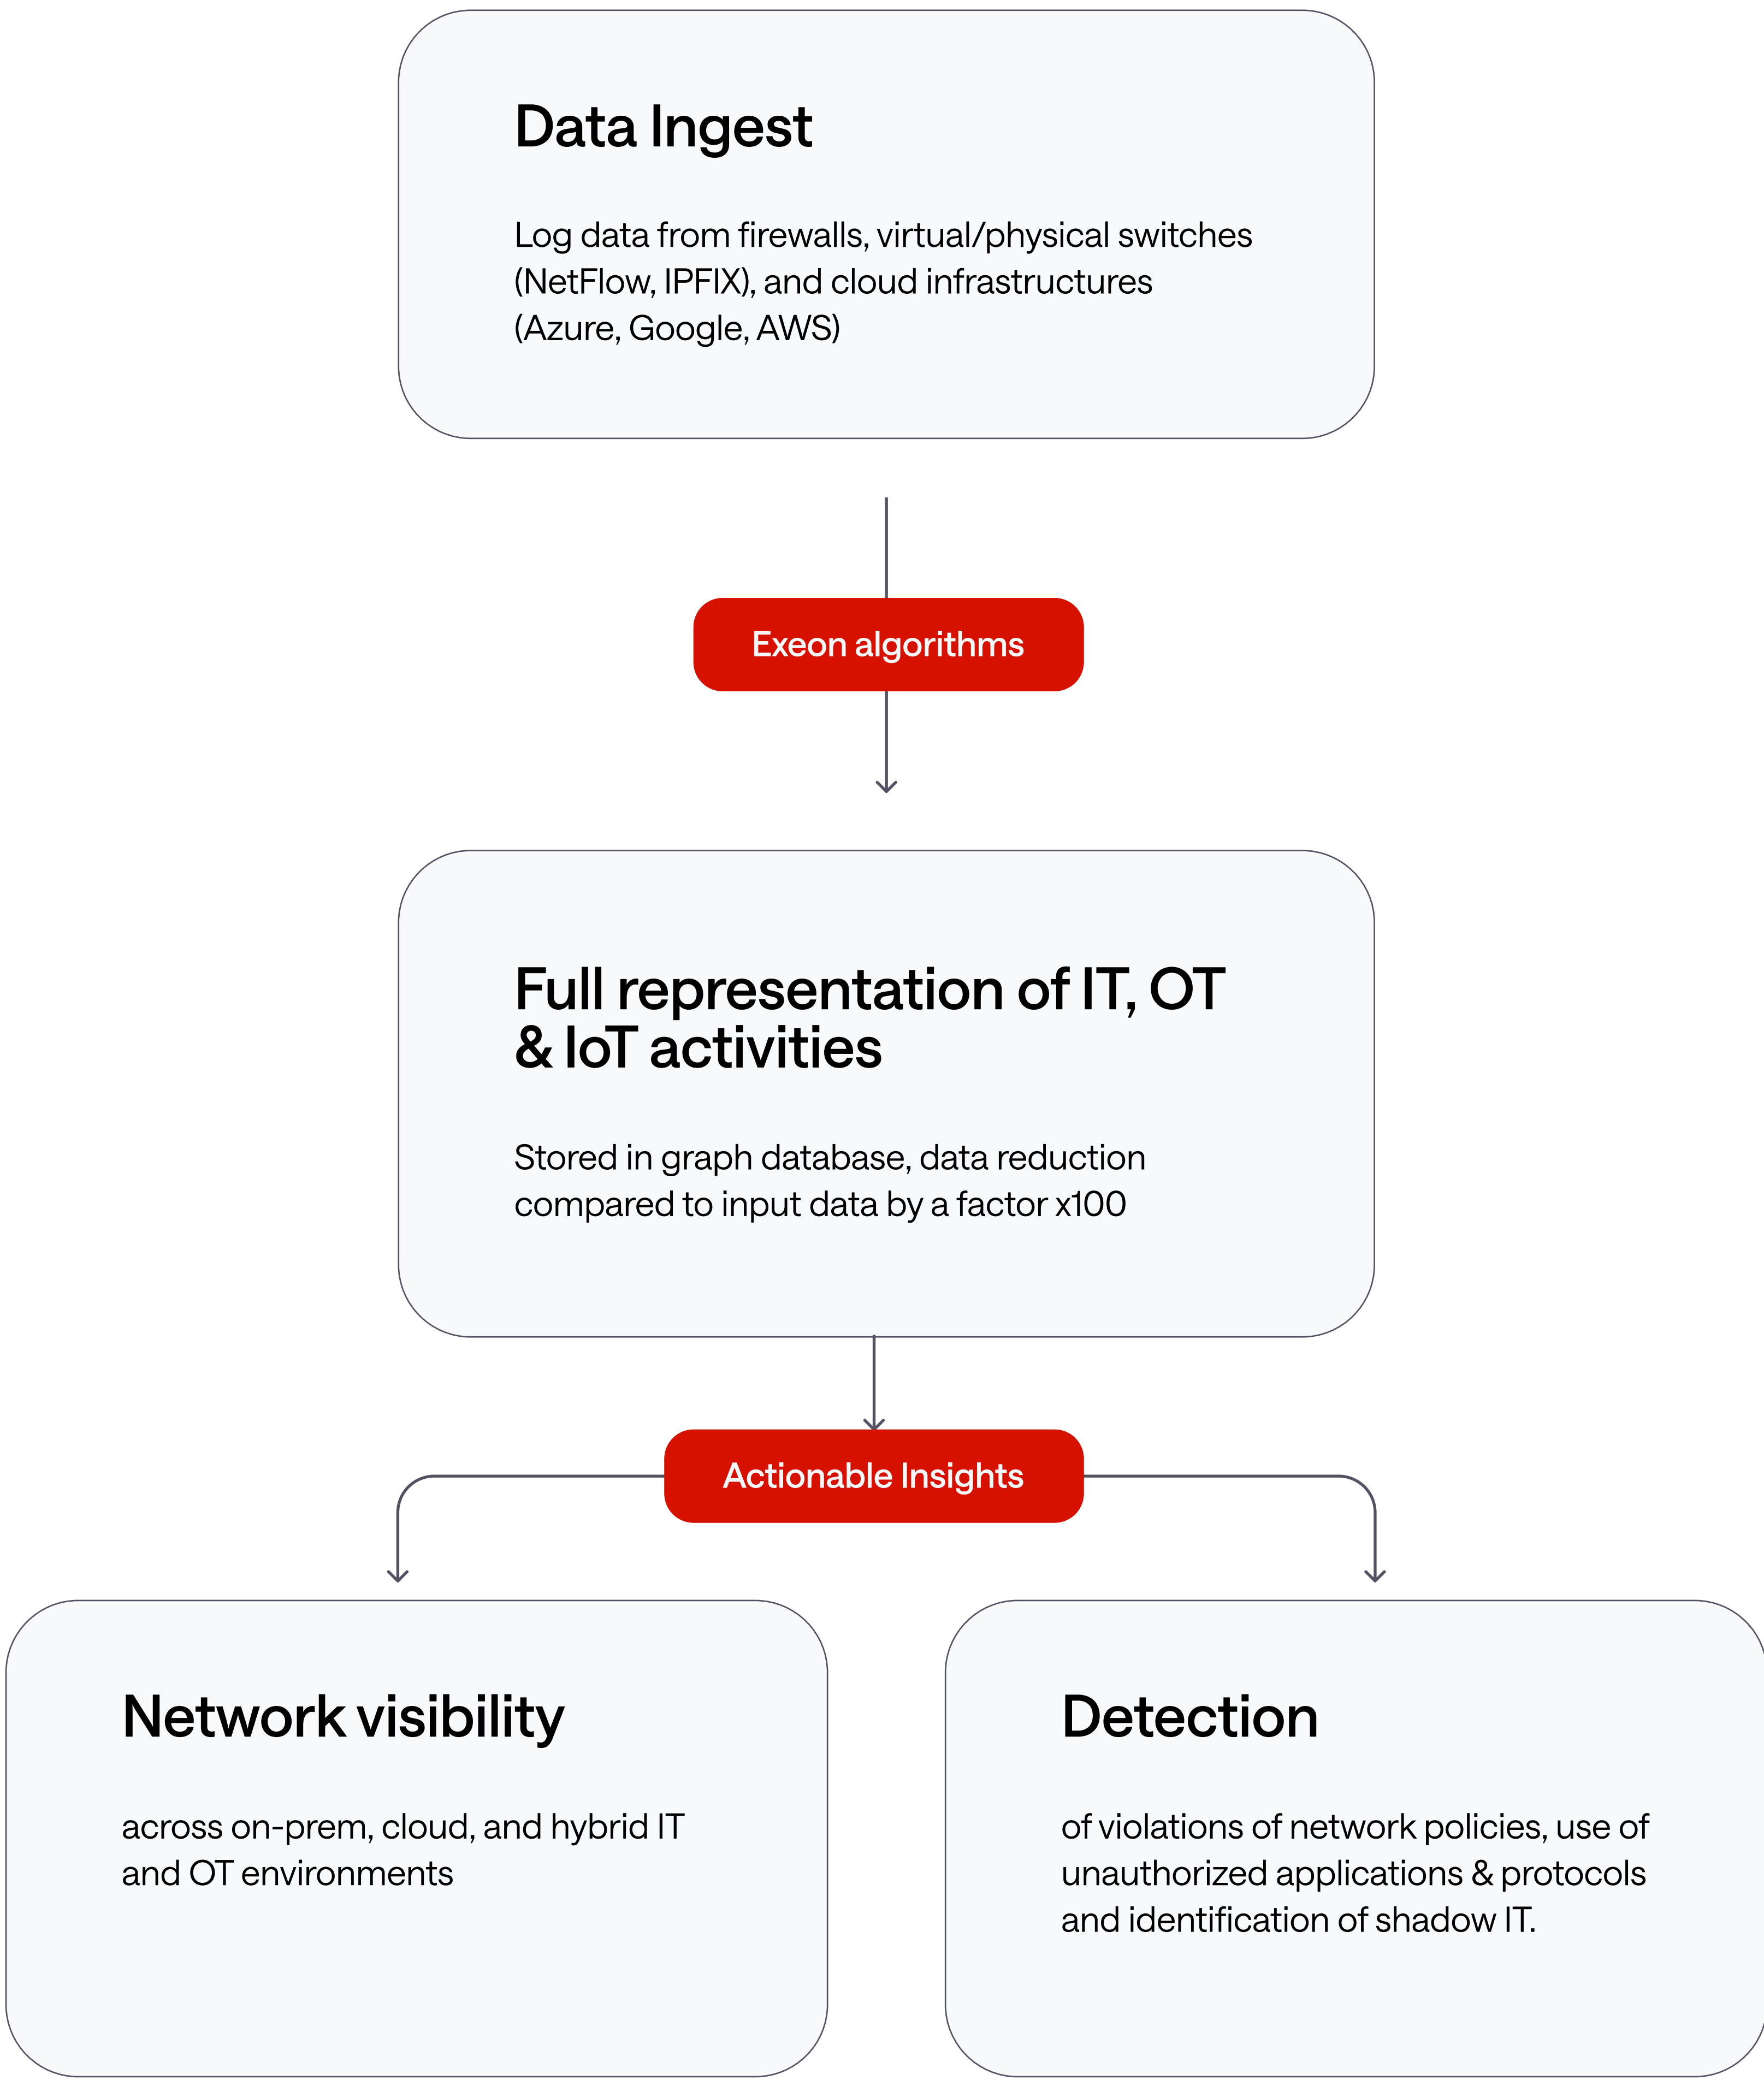 Data Ingest
Log data from firewalls, virtual/physical switches
(NetFlow, IPFIX), and cloud infrastructures
(Azure, Google, AWS)
Exeon algorithms
Full representation of IT, OT
& IoT activities
Stored in graph database, data reduction
compared to input data by a factor x100
Actionable Insights
Network visibility
across on-prem, cloud, and hybrid IT
and OT environments
Detection
of violations of network policies, use of
unauthorized applications & protocols
and identification of shadow IT.